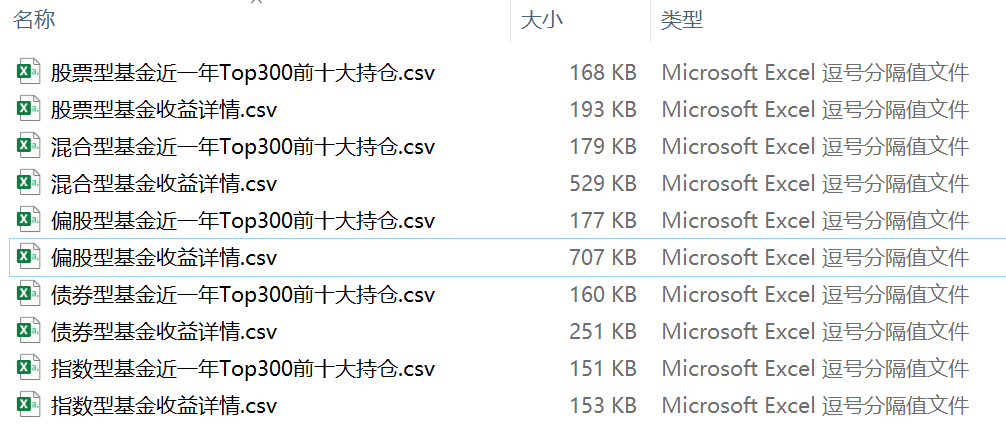 名称 大小 类型
股票型基金近一年Top300前十大持仓.csv 168 KB Microsoft Excel 逗号分隔值文件
股票型基金收益详情.csv 193 KB Microsoft Excel 逗号分隔值文件
混合型基金近一年Top300前十大持仓.csv 179 KB Microsoft Excel 逗号分隔值文件
混合型基金收益详情.csv 529 KB Microsoft Excel 逗号分隔值文件
偏股型基金近一年Top300前十大持仓.csv 177 KB Microsoft Excel 逗号分隔值文件
偏股型基金收益详情.csv 707 KB Microsoft Excel 逗号分隔值文件
债券型基金近一年Top300前十大持仓.csv 160 KB Microsoft Excel 逗号分隔值文件
债券型基金收益详情.csv 251 KB Microsoft Excel 逗号分隔值文件
指数型基金近一年Top300前十大持仓.csv 151 KB Microsoft Excel 逗号分隔值文件
指数型基金收益详情.csv 153 KB Microsoft Excel 逗号分隔值文件